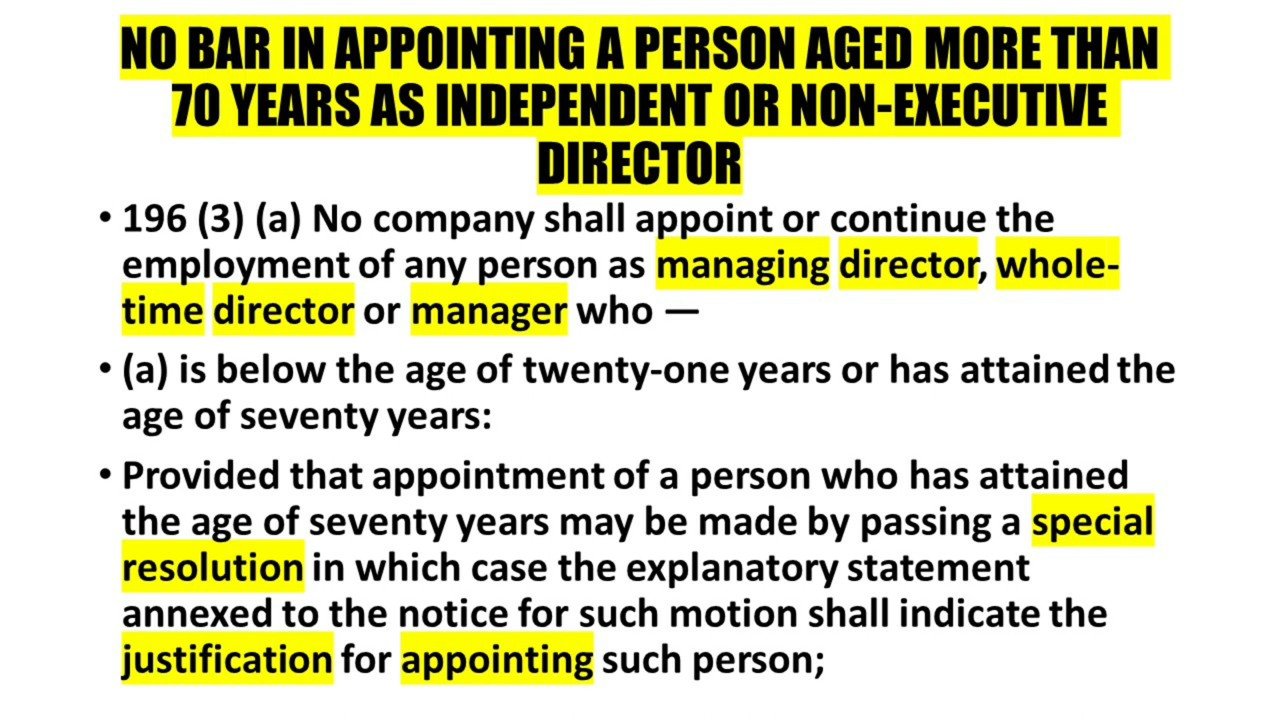 NO BAR IN APPOINTING A PERSON AGED MORE THAN
70 YEARS AS INDEPENDENT OR NON-EXECUTIVE
DIRECTOR
• 196 (3) (a) No company shall appoint or continue the
employment of any person as managing director, whole-
time director or manager who —
• (a) is below the age of twenty-one years or has attained the
age of seventy years:
• Provided that appointment of a person who has attained
the age of seventy years may be made by passing a special
resolution in which case the explanatory statement
annexed to the notice for such motion shall indicate the
justification for appointing such person;